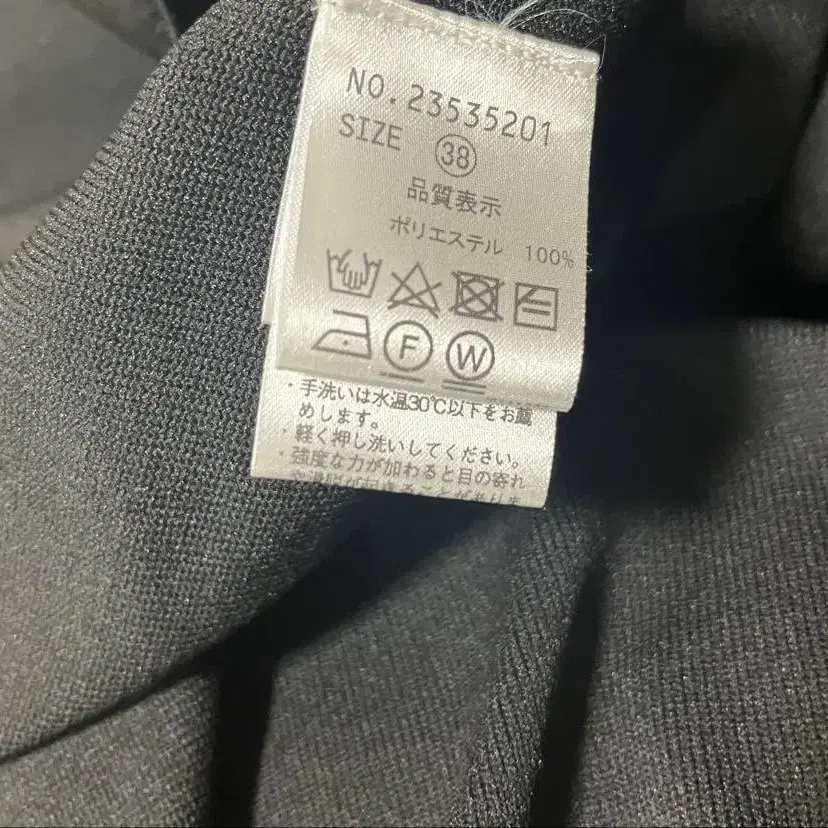 NO.23535201
SIZE 38
品質表示
ポリエステル 100%
F W
・手洗いは水温30℃以下をお薦
めします。
・軽く押し洗いしてください。
・強度な力が加わると目の寄れ